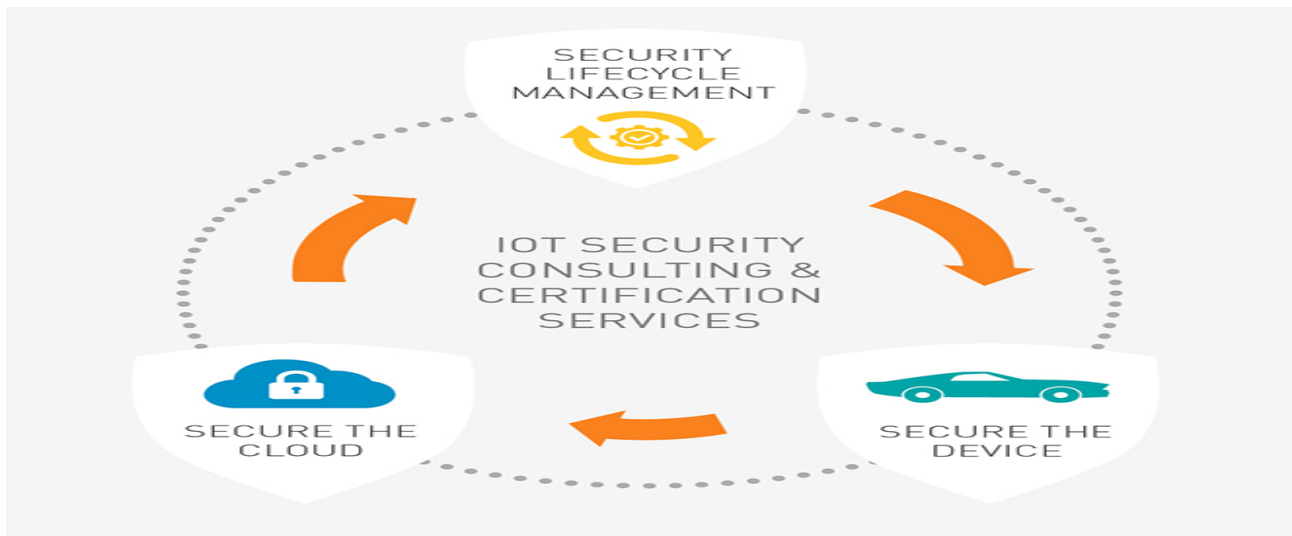 SECURITY
LIFECYCLE
MANAGEMENT
IOT SECURITY
CONSULTING &
CERTIFICATION
SERVICES
SECURE THE
CLOUD
SECURE THE
DEVICE